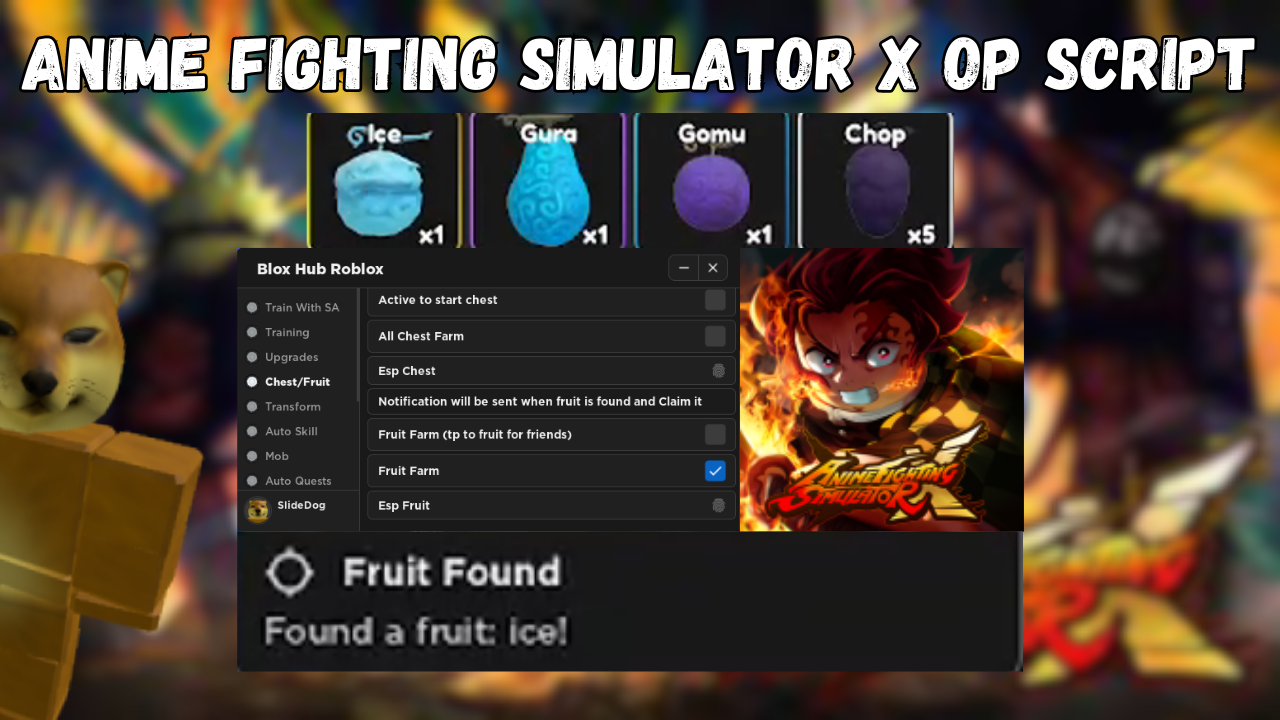 ANIME FIGHTING SIMULATOR X OP SCRIPT
Ice
Gura
Gomu
Chop
x1
x1
x1
x5
Blox Hub Roblox
Train With SA
Training
Upgrades
Chest/Fruit
Transform
Auto Skill
Mob
Auto Quests
SlideDog
Active to start chest
All Chest Farm
Esp Chest
Notification will be sent when fruit is found and Claim it
Fruit Farm (tp to fruit for friends)
Fruit Farm
Esp Fruit
ANIME FIGHTING
SIMULATOR X
Fruit Found
Found a fruit: ice!